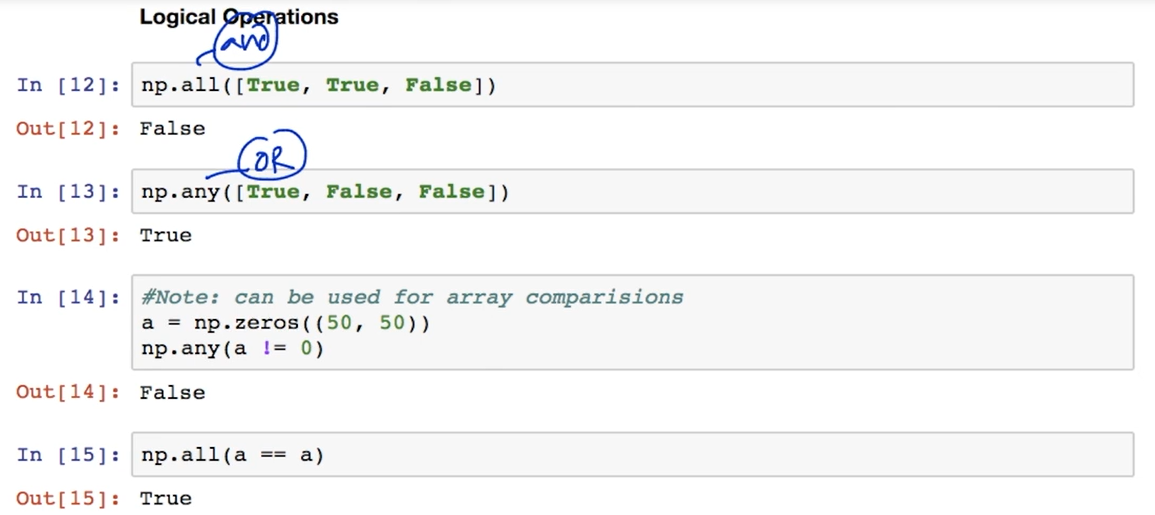 Logical Operations
and
In [12]: np.all([True, True, False])
Out[12]: False
OR
In [13]: np.any([True, False, False])
Out[13]: True
In [14]: #Note: can be used for array comparisions
a = np.zeros((50, 50))
np.any(a != 0)
Out[14]: False
In [15]: np.all(a == a)
Out[15]: True